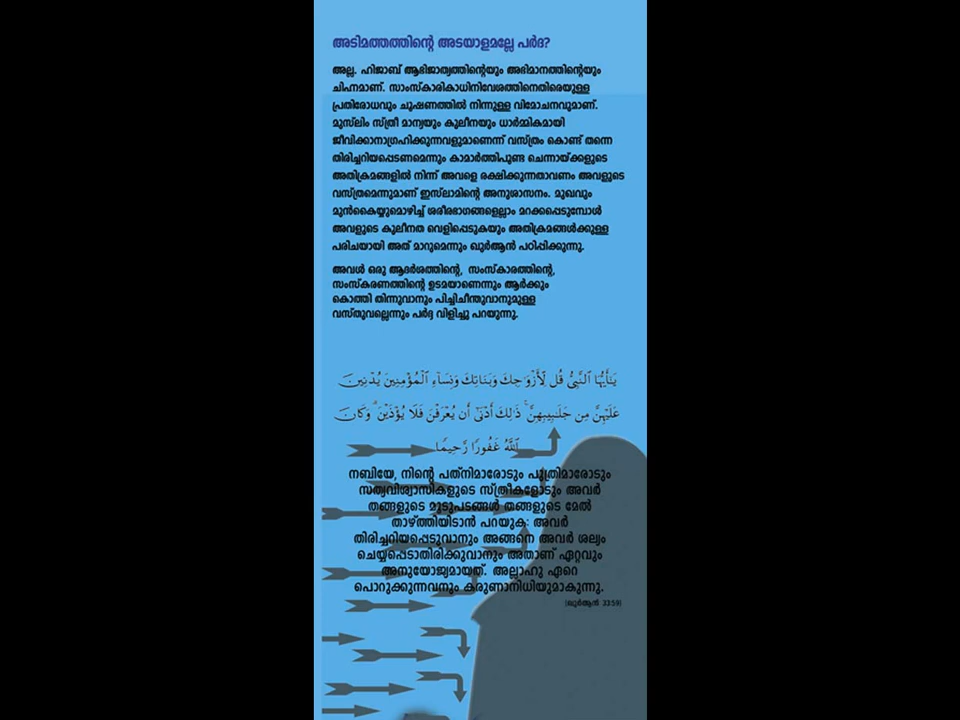 അടിമത്തത്തിന്റെ അടയാളമല്ലേ പർദ?
അല്ല. ഹിജാബ് ആഭിജാത്യത്തിന്റെയും അഭിമാനത്തിന്റെയും
ചിഹ്നമാണ്. സാംസ്കാരികാധിനിവേശത്തിനെതിരെയുള്ള
പ്രതിരോധവും ചൂഷണത്തിൽ നിന്നുള്ള വിമോചനവുമാണ്.
മുസ്‌ലിം സ്ത്രീ മാന്യയും കുലീനയും ധാർമ്മികമായി
ജീവിക്കാനാഗ്രഹിക്കുന്നവളുമാണെന്ന് വസ്ത്രം കൊണ്ട് തന്നെ
തിരിച്ചറിയപ്പെടണമെന്നും കാമാർത്തിപൂണ്ട ചെന്നായ്ക്കളുടെ
അതിക്രമങ്ങളിൽ നിന്ന് അവളെ രക്ഷിക്കുന്നതാവണം അവളുടെ
വസ്ത്രമെന്നുമാണ് ഇസ്‌ലാമിന്റെ അനുശാസനം. മുഖവും
മുൻകൈയ്യുമൊഴിച്ച് ശരീരഭാഗങ്ങളെല്ലാം മറക്കപ്പെടുമ്പോൾ
അവളുടെ കുലീനത വെളിപ്പെടുകയും അതിക്രമങ്ങൾക്കുള്ള
പരിചയായി അത് മാറുമെന്നും ഖുർആൻ പഠിപ്പിക്കുന്നു.
അവൾ ഒരു ആദർശത്തിന്റെ, സംസ്കാരത്തിന്റെ,
സംസ്കരണത്തിന്റെ ഉടമയാണെന്നും ആർക്കും
കൊത്തി തിന്നുവാനും പിച്ചിചീന്തുവാനുമുള്ള
വസ്തുവല്ലെന്നും പർദ്ദ വിളിച്ചു പറയുന്നു.
يَـٰٓأَيُّهَا ٱلنَّبِىُّ قُل لِّأَزْوَٰجِكَ وَبَنَاتِكَ وَنِسَآءِ ٱلْمُؤْمِنِينَ يُدْنِينَ
عَلَيْهِنَّ مِن جَلَـٰبِيبِهِنَّ ۚ ذَٰلِكَ أَدْنَىٰٓ أَن يُعْرَفْنَ فَلَا يُؤْذَيْنَ ۗ وَكَانَ
ٱللَّهُ غَفُورًا رَّحِيمًا
നബിയേ, നിന്റെ പത്‌നിമാരോടും പുത്രിമാരോടും
സത്യവിശ്വാസികളുടെ സ്ത്രീകളോടും അവർ
തങ്ങളുടെ മൂടുപടങ്ങൾ തങ്ങളുടെ മേൽ
താഴ്ത്തിയിടാൻ പറയുക: അവർ
തിരിച്ചറിയപ്പെടുവാനും അങ്ങനെ അവർ ശല്യം
ചെയ്യപ്പെടാതിരിക്കുവാനും അതാണ് ഏറ്റവും
അനുയോജ്യമായത്. അല്ലാഹു ഏറെ
പൊറുക്കുന്നവനും കരുണാനിധിയുമാകുന്നു.
(ഖുർആൻ 33:59)